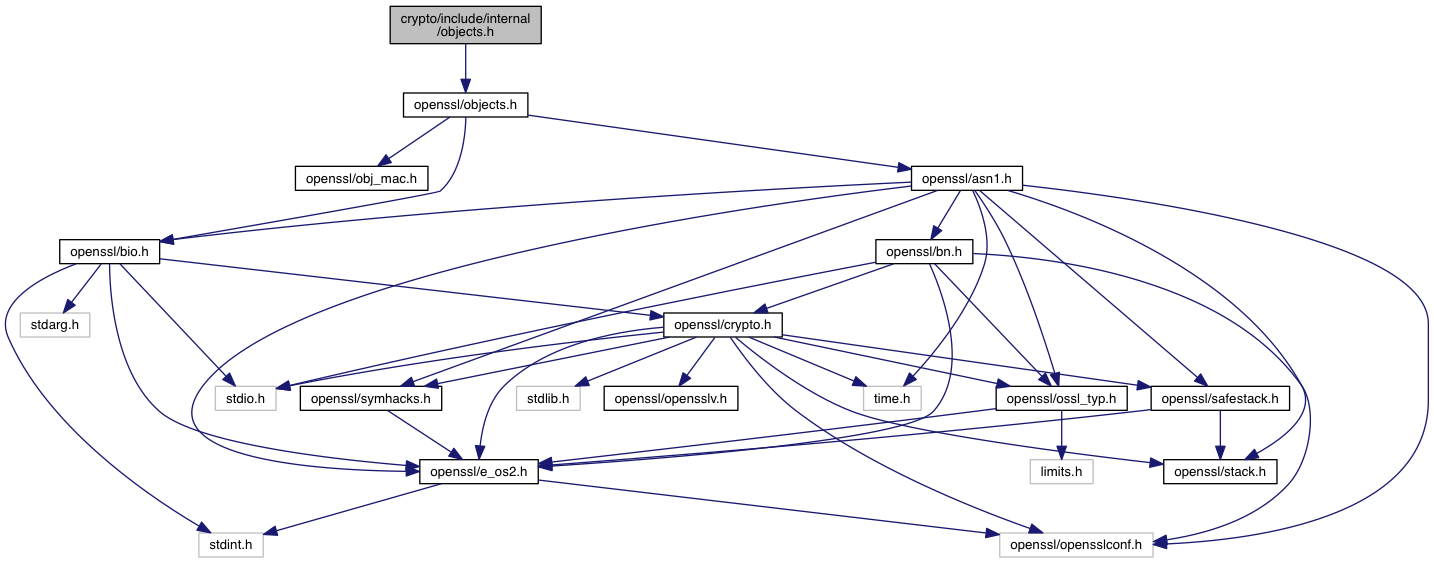 crypto/include/internal
/objects.h
openssl/objects.h
openssl/obj_mac.h
openssl/asn1.h
openssl/bio.h
openssl/bn.h
stdarg.h
openssl/crypto.h
stdio.h
openssl/symhacks.h
stdlib.h
openssl/opensslv.h
time.h
openssl/ossl_typ.h
openssl/safestack.h
openssl/e_os2.h
limits.h
openssl/stack.h
stdint.h
openssl/opensslconf.h